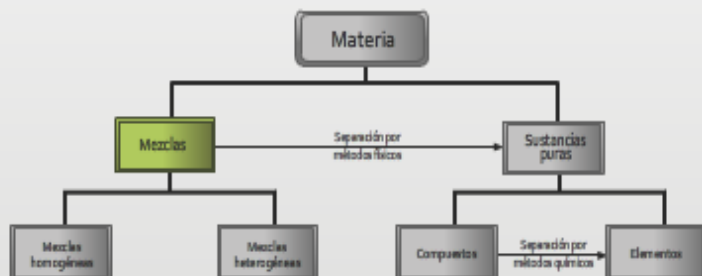 Materia
Mezclas
Separación por
métodos físicos
Sustancias
puras
Mezclas
homogéneas
Mezclas
heterogéneas
Compuestos
Separación por
métodos químicos
Elementos